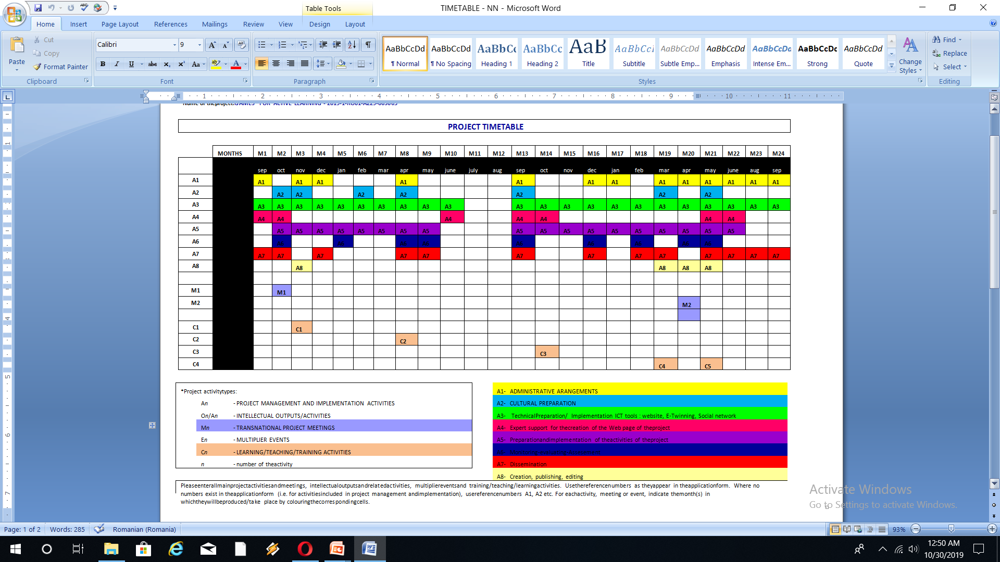 TIMETABLE - NN - Microsoft Word
Table Tools
Home Insert Page Layout References Mailings Review View Design Layout
Paste
Cut
Copy
Format Painter
Clipboard
Calibri 9
Font
Paragraph
AaBbCcDd AaBbCcDd AaBbCc AaBbCc AaB AaBbCcI AaBbCcDd AaBbCcDd AaBbCcDd AaBbCcDc AaBbCcDd
¶ Normal ¶ No Spacing Heading 1 Heading 2 Title Subtitle Subtle Emp... Emphasis Intense Em... Strong Quote
Change Styles
Styles
Find
Replace
Select
Editing
1 2 3 4 5 6 7 8 9 10 11
PROJECT TIMETABLE
MONTHS M1 M2 M3 M4 M5 M6 M7 M8 M9 M10 M11 M12 M13 M14 M15 M16 M17 M18 M19 M20 M21 M22 M23 M24
sep oct nov dec jan feb mar apr may june july aug sep oct nov dec jan feb mar apr may june aug sep
A1 A1 A1 A1 A1 A1 A1 A1 A1 A1 A1 A1 A1 A1
A2 A2 A2 A2 A2 A2 A2 A2
A3 A3 A3 A3 A3 A3 A3 A3 A3 A3 A3 A3 A3 A3 A3 A3 A3 A3 A3 A3 A3 A3 A3
A4 A4 A4 A4 A4 A4 A4 A4
A5 A5 A5 A5 A5 A5 A5 A5 A5 A5 A5 A5 A5 A5 A5 A5 A5 A5 A5
A6 A6 A6 A6 A6 A6 A6 A6 A6 A6
A7 A7 A7 A7 A7 A7 A7 A7 A7 A7 A7 A7 A7 A7
A8 A8 A8 A8 A8
M1 M1
M2 M2
C1 C1
C2 C2
C3 C3
C4 C4 C5
*Project activitytypes:
An - PROJECT MANAGEMENT AND IMPLEMENTATION ACTIVITIES
On/An - INTELLECTUAL OUTPUTS/ACTIVITIES
Mn - TRANSNATIONAL PROJECT MEETINGS
En - MULTIPLIER EVENTS
Cn - LEARNING/TEACHING/TRAINING ACTIVITIES
n - number of theactivity
A1- ADMINISTRATIVE ARANGEMENTS
A2- CULTURAL PREPARATION
A3- TechnicalPreparation/ Implementation ICT tools : website, E-Twinning, Social network
A4- Expert support for thecreation of the Web page of theproject
A5- Preparationandimplementation of theactivities of theproject
A6- Monitoring evaluating Assesement
A7- Dissemination
A8- Creation, publishing, editing
Pleaseenterallmainprojectactivitiesandmeetings, intellectualoutputsandrelatedactivities, multipliereventsand training/teaching/learningactivities. Usethereferencenumbers as theyappear in theapplicationform. Where no
numbers exist in theapplicationform (i.e. for activitiesincluded in project management andimplementation), usereferencenumbers A1, A2 etc. For eachactivity, meeting or event, indicate themonth(s) in
whichtheywillbeproduced/take place by colouringthecorrespondingcells.
Activate Windows
Go to Settings to activate Windows.
Page: 1 of 2 Words: 285 Romanian (Romania) 93%
12:50 AM
10/30/2019